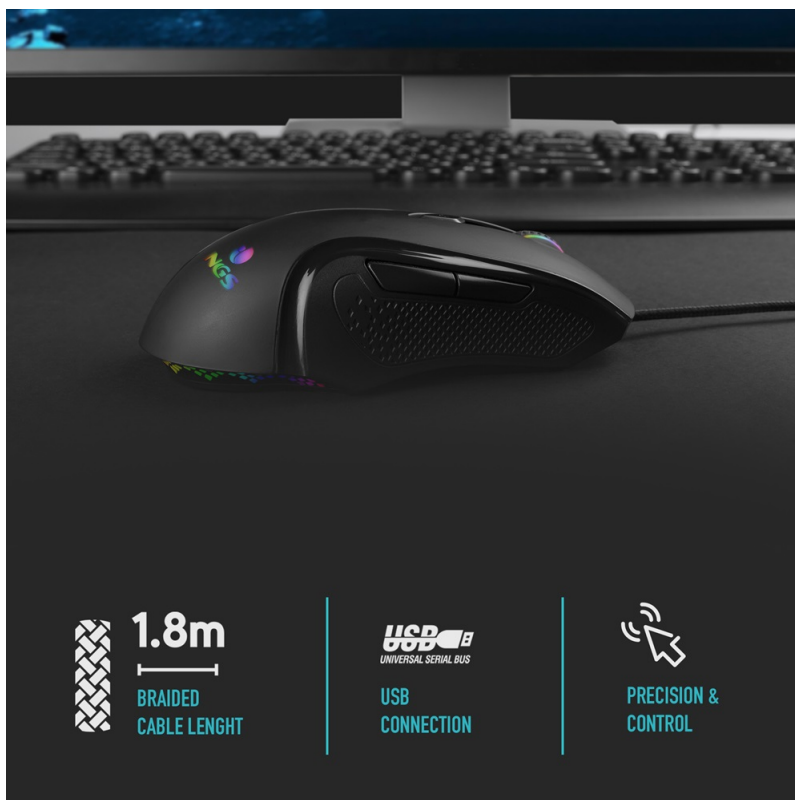 NGS
1.8m
BRAIDED
CABLE LENGHT
USB
UNIVERSAL SERIAL BUS
USB
CONNECTION
PRECISION &
CONTROL